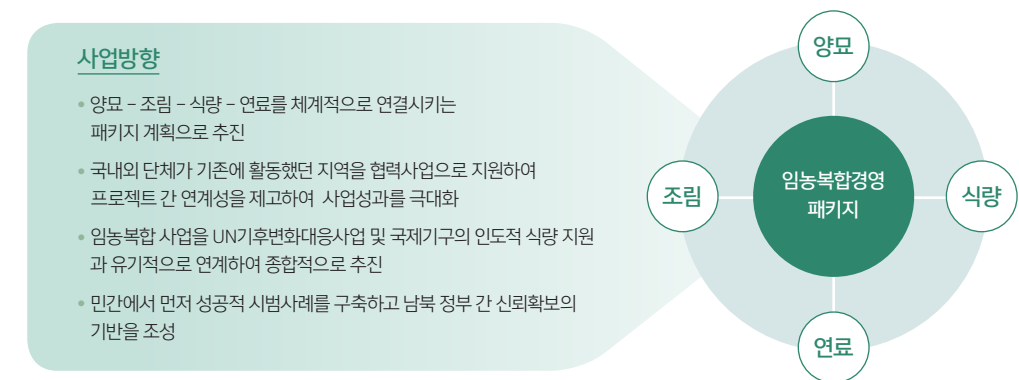 사업방향
• 양묘 – 조림 – 식량 – 연료를 체계적으로 연결시키는
패키지 계획으로 추진
• 국내외 단체가 기존에 활동했던 지역을 협력사업으로 지원하여
프로젝트 간 연계성을 제고하여 사업성과를 극대화
• 임농복합 사업을 UN기후변화대응사업 및 국제기구의 인도적 식량 지원
과 유기적으로 연계하여 종합적으로 추진
• 민간에서 먼저 성공적 시범사례를 구축하고 남북 정부 간 신뢰확보의
기반을 조성
양묘
조림
임농복합경영
패키지
식량
연료